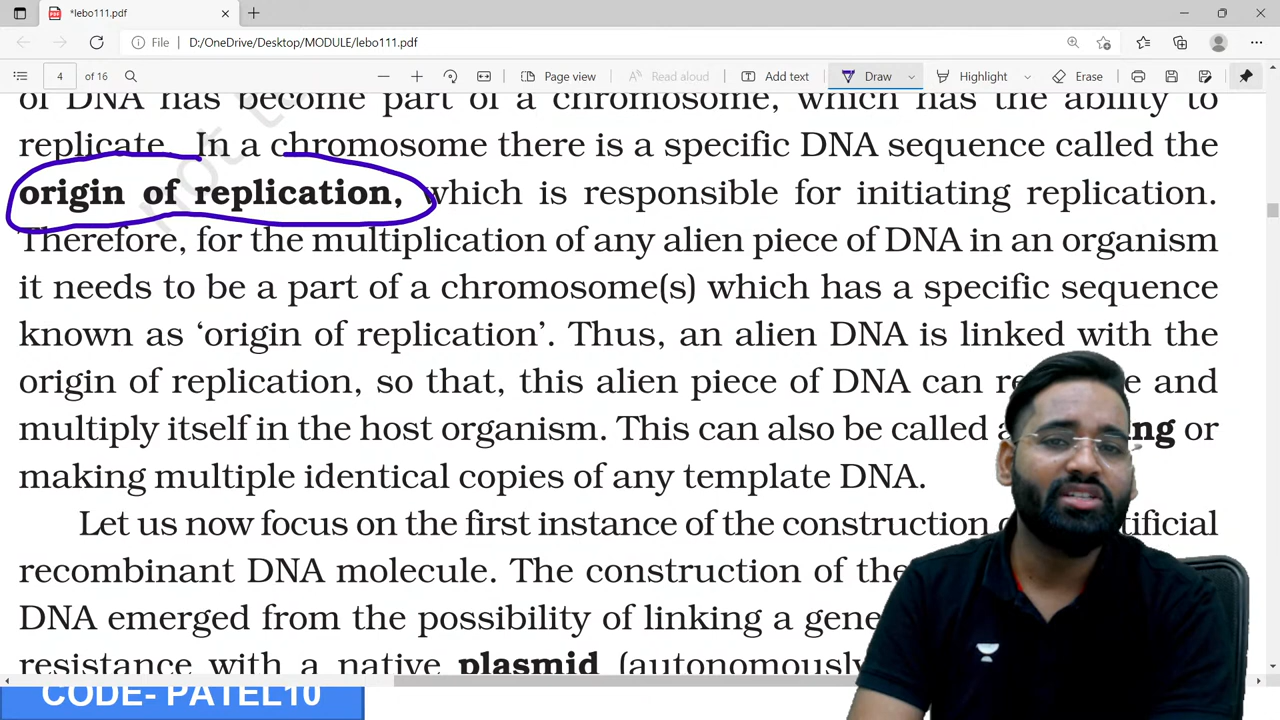 *lebo111.pdf
File D:/OneDrive/Desktop/MODULE/lebo111.pdf
4 of 16 Page view Read aloud Add text Draw Highlight Erase
of DNA has become part of a chromosome, which has the ability to
replicate. In a chromosome there is a specific DNA sequence called the
origin of replication, which is responsible for initiating replication.
Therefore, for the multiplication of any alien piece of DNA in an organism
it needs to be a part of a chromosome(s) which has a specific sequence
known as ‘origin of replication’. Thus, an alien DNA is linked with the
origin of replication, so that, this alien piece of DNA can and
multiply itself in the host organism. This can also be called or
making multiple identical copies of any template DNA.
Let us now focus on the first instance of the construction
recombinant DNA molecule. The construction of the
DNA emerged from the possibility of linking a gene
resistance with a native plasmid (autonomously
CODE- PATEL10
not